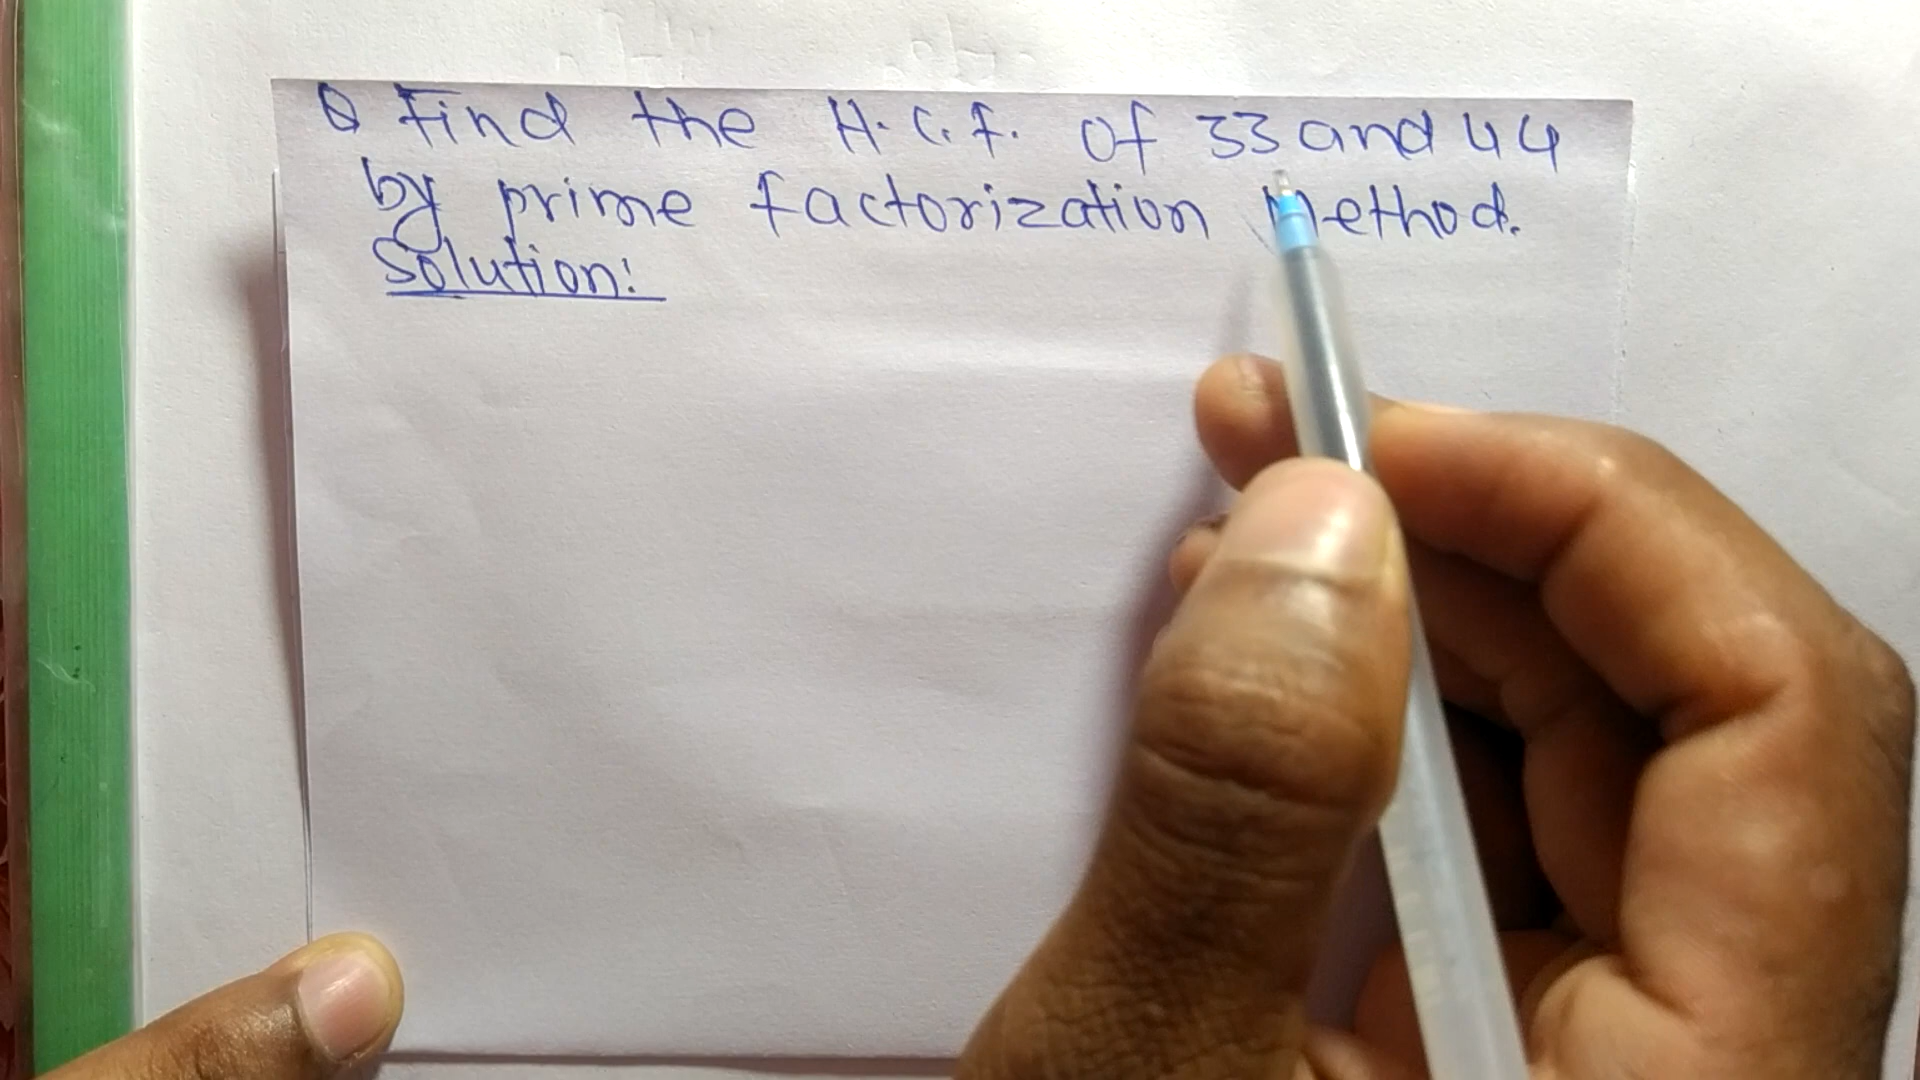 Q Find the H.C.F. of 33 and 44
by prime factorization Method.
Solution: